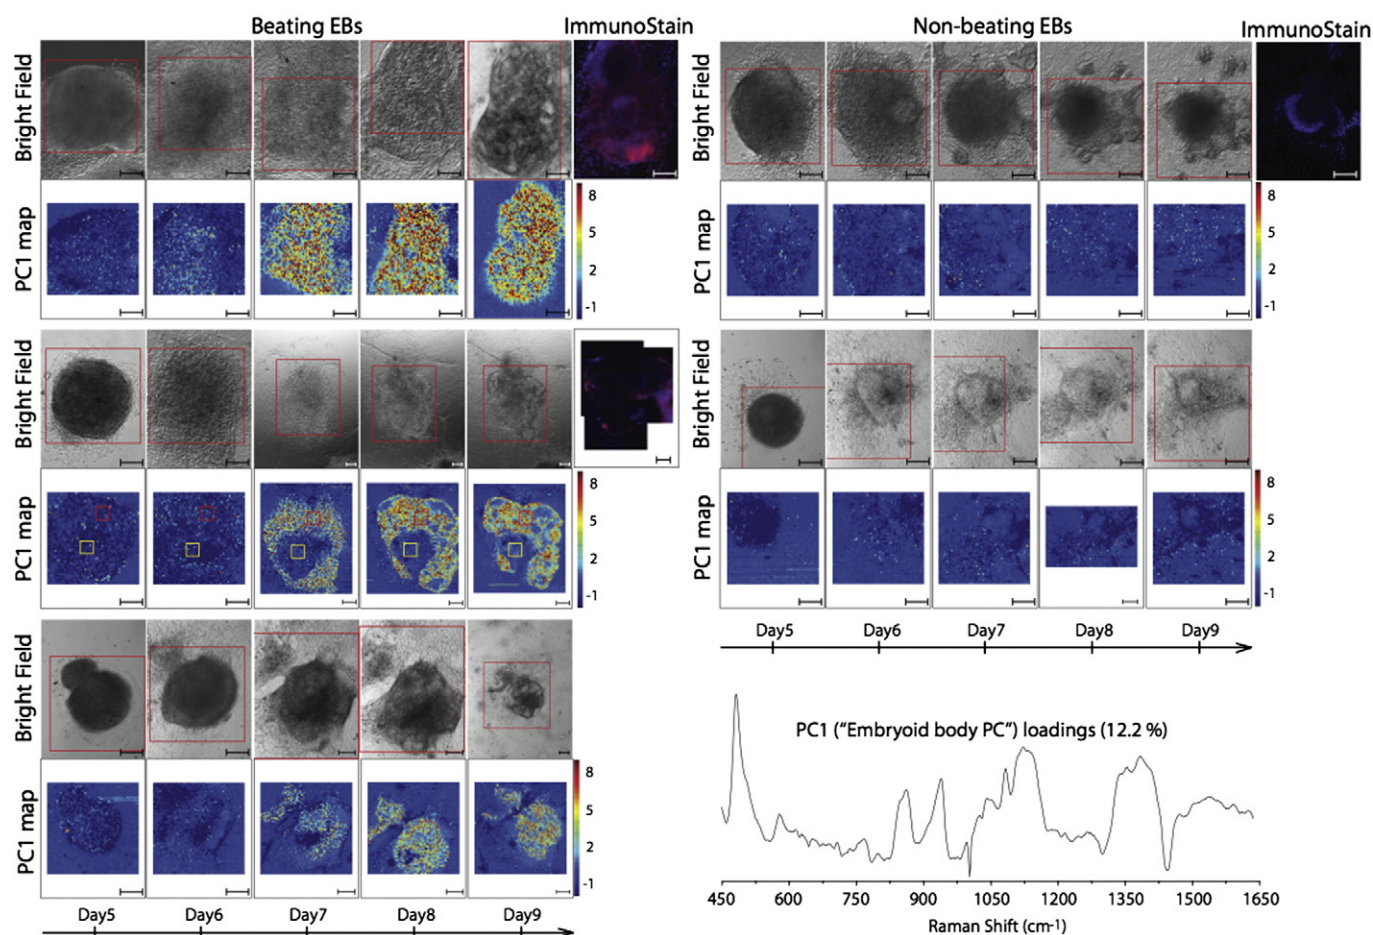 Beating EBs
ImmunoStain
Non-beating EBs
ImmunoStain
Bright Field
Bright Field
PC1 map
8
5
2
-1
PC1 map
8
5
2
-1
Bright Field
Bright Field
PC1 map
8
5
2
-1
PC1 map
8
5
2
-1
Day5 Day6 Day7 Day8 Day9
Bright Field
PC1 ("Embryoid body PC") loadings (12.2 %)
PC1 map
8
5
2
-1
450 600 750 900 1050 1200 1500 1650
Day5 Day6 Day7 Day8 Day9
Raman Shift (cm-1)